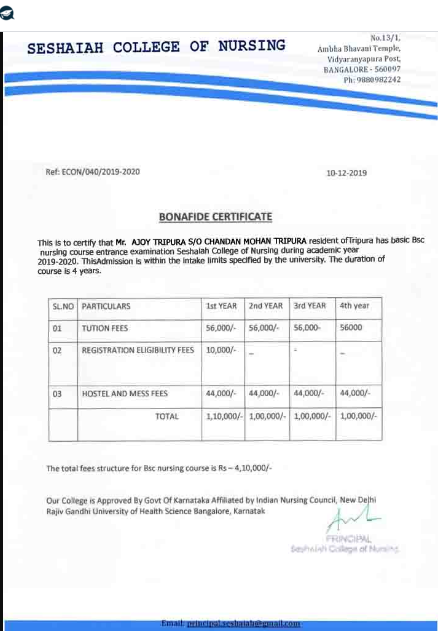 SESHAIAH COLLEGE OF NURSING
No.13/1,
Ambha Bhavani Temple,
Vidyaranyapura Post,
BANGALORE - 560097
Ph: 9880982242
Ref: ECON/040/2019-2020
10-12-2019
BONAFIDE CERTIFICATE
This is to certify that Mr. AJOY TRIPURA S/O CHANDAN MOHAN TRIPURA resident ofTripura has basic Bsc
nursing course entrance examination Seshaiah College of Nursing during academic year
2019-2020. ThisAdmission is within the intake limits specified by the university. The duration of
course is 4 years.
SL.NO PARTICULARS 1st YEAR 2nd YEAR 3rd YEAR 4th year
01 TUTION FEES 56,000/- 56,000/- 56,000- 56000
02 REGISTRATION ELIGIBILITY FEES 10,000/- _ - _
03 HOSTEL AND MESS FEES 44,000/- 44,000/- 44,000/- 44,000/-
TOTAL 1,10,000/- 1,00,000/- 1,00,000/- 1,00,000/-
The total fees structure for Bsc nursing course is Rs – 4,10,000/-
Our College is Approved By Govt Of Karnataka Affiliated by Indian Nursing Council, New Delhi
Rajiv Gandhi University of Health Science Bangalore, Karnatak
PRINCIPAL
Seshaiah College of Nursing
Email: principal.seshaiah@gmail.com